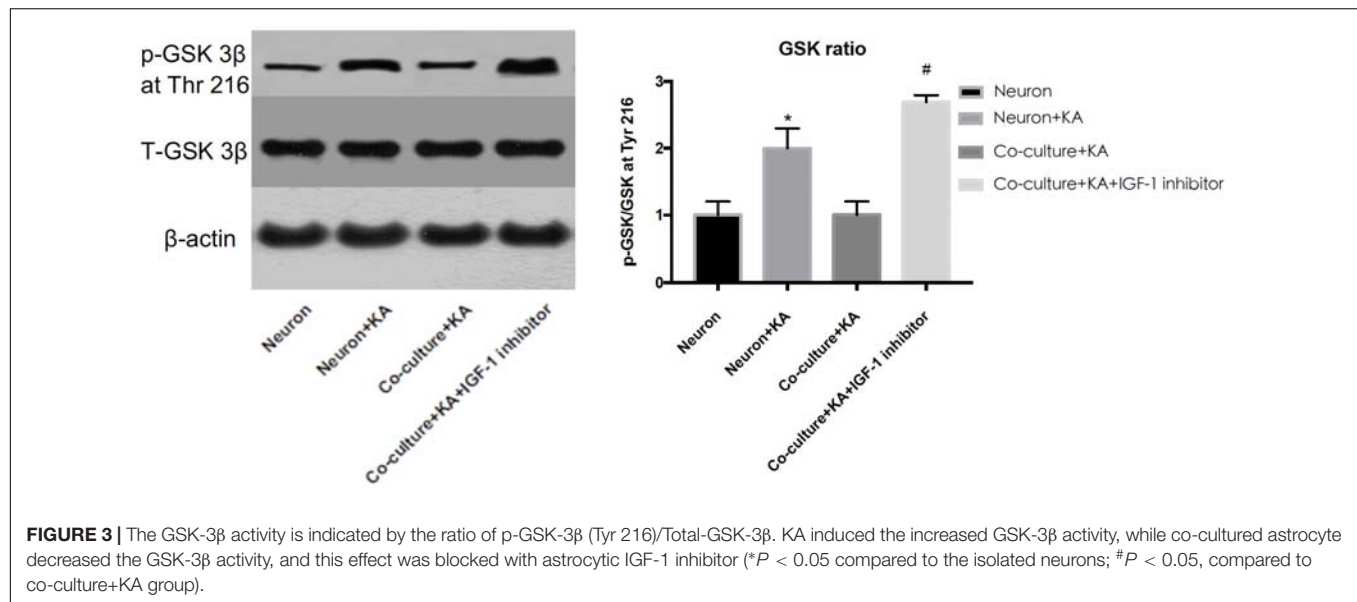 p-GSK 3β
at Thr 216
T-GSK 3β
β-actin
Neuron
Neuron+KA
Co-culture+KA
Co-culture+KA+IGF-1 inhibitor
GSK ratio
p-GSK/GSK at Tyr 216
3
2
1
0
*
#
Neuron
Neuron+KA
Co-culture+KA
Co-culture+KA+IGF-1 inhibitor
Neuron
Neuron+KA
Co-culture+KA
Co-culture+KA+IGF-1 inhibitor
FIGURE 3 | The GSK-3β activity is indicated by the ratio of p-GSK-3β (Tyr 216)/Total-GSK-3β. KA induced the increased GSK-3β activity, while co-cultured astrocyte
decreased the GSK-3β activity, and this effect was blocked with astrocytic IGF-1 inhibitor (*P < 0.05 compared to the isolated neurons; #P < 0.05, compared to
co-culture+KA group).